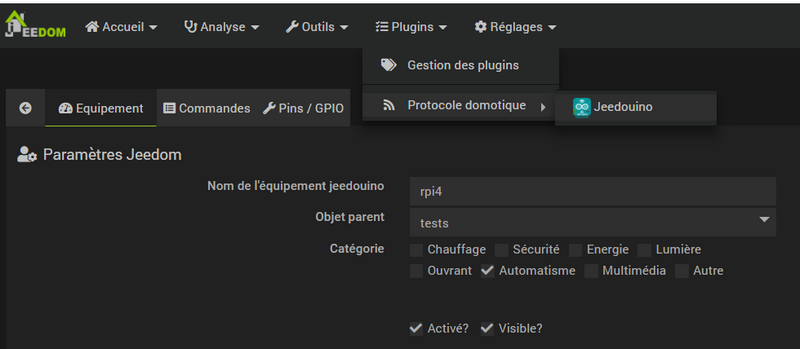 JEEDOM Accueil Analyse Outils Plugins Réglages
Gestion des plugins
Protocole domotique Jeedouino
Equipement Commandes Pins / GPIO
Paramètres Jeedom
Nom de l'équipement jeedouino rpi4
Objet parent tests
Catégorie Chauffage Sécurité Energie Lumière
Ouvrant Automatisme Multimédia Autre
Activé? Visible?